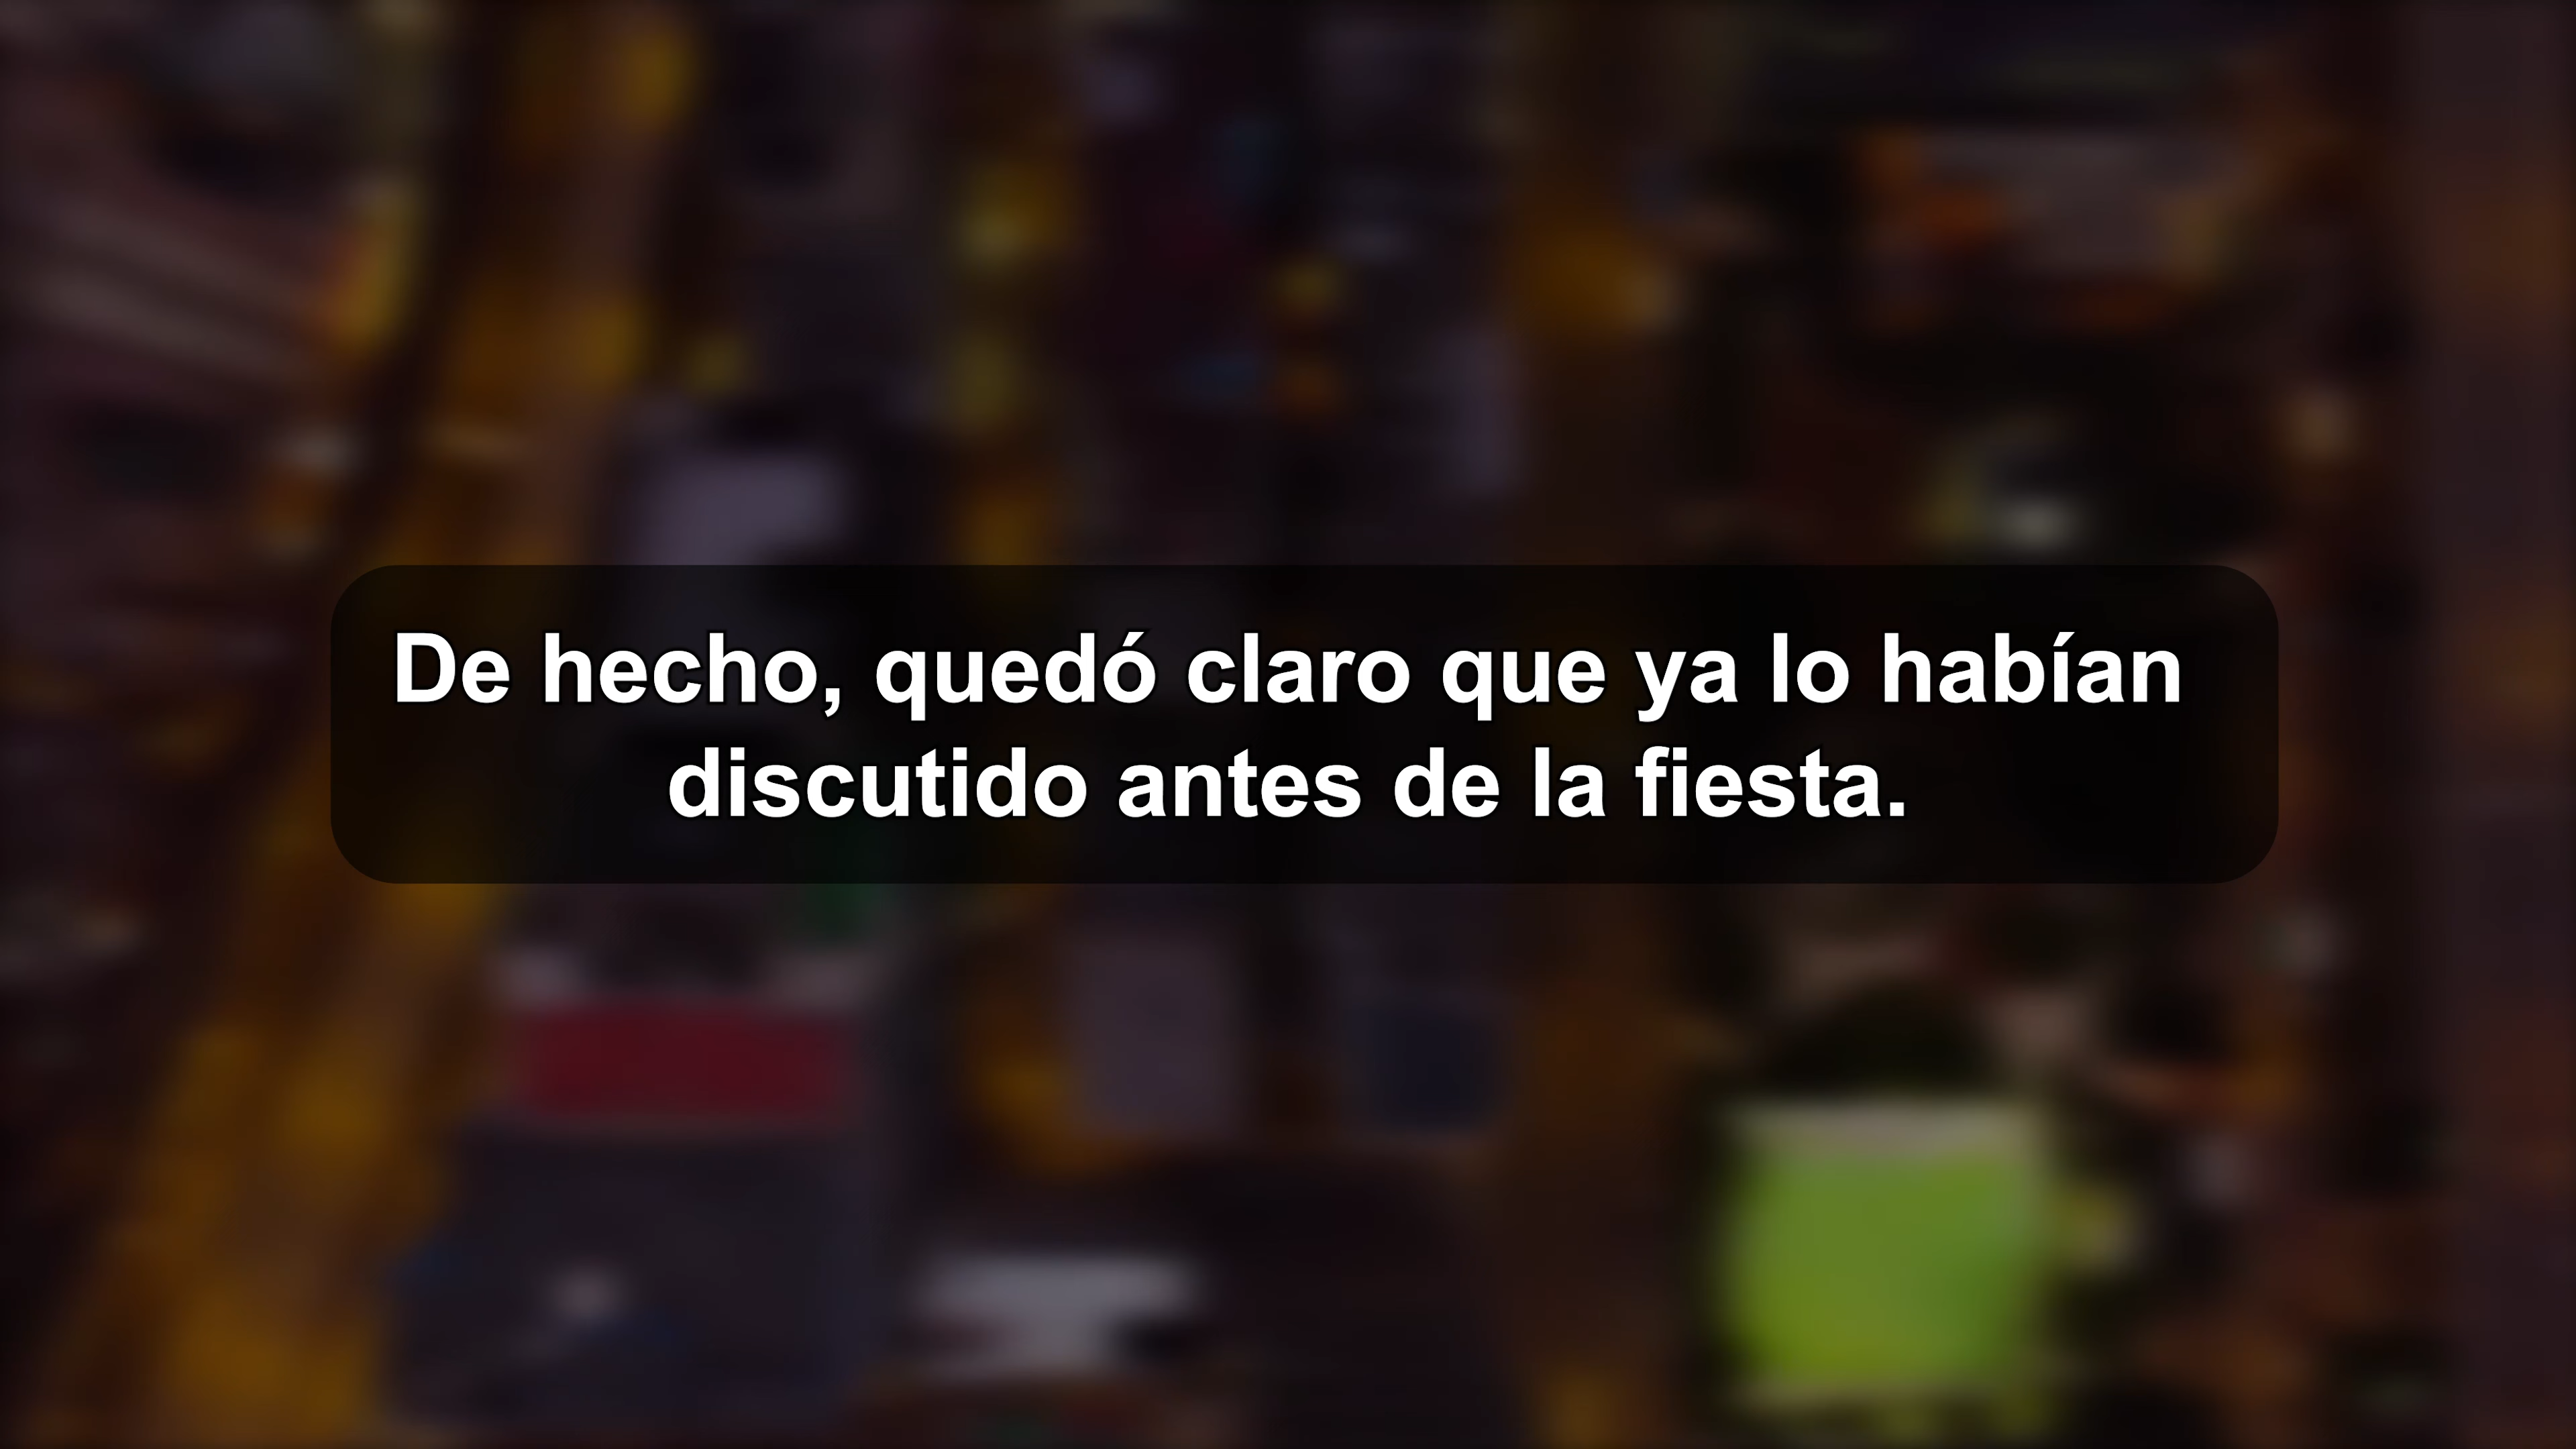 De hecho, quedó claro que ya lo habían
discutido antes de la fiesta.